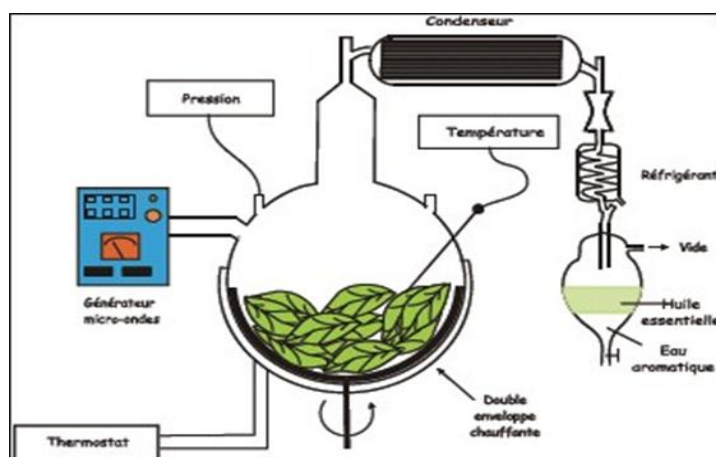 Condenseur
Pression
Température
Réfrigérant
Vide
Générateur
micro-ondes
Huile
essentielle
Eau
aromatique
Double
enveloppe
chauffante
Thermostat